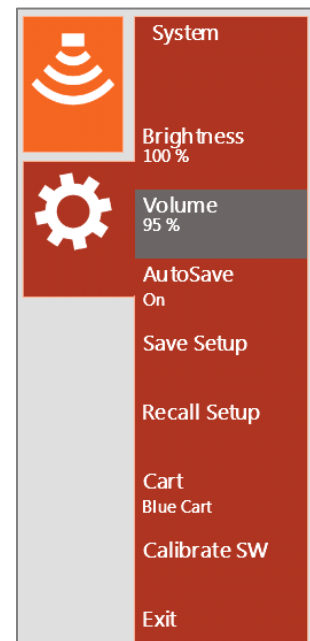 System
Brightness
100 %
Volume
95 %
AutoSave
On
Save Setup
Recall Setup
Cart
Blue Cart
Calibrate SW
Exit